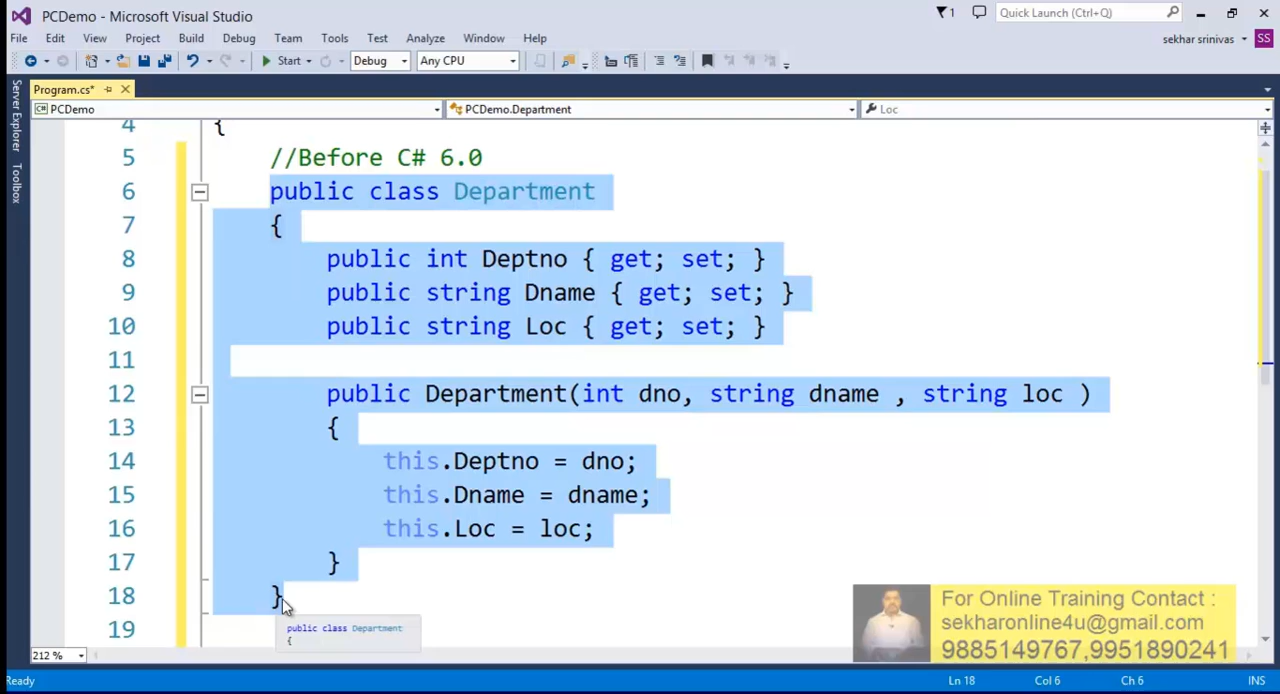 PCDemo - Microsoft Visual Studio
1
Quick Launch (Ctrl+Q)
File Edit View Project Build Debug Team Tools Test Analyze Window Help
sekhar srinivas
SS
Start
Debug
Any CPU
Server Explorer
Toolbox
Program.cs*
PCDemo
PCDemo.Department
Loc
4 {
5 //Before C# 6.0
6 public class Department
7 {
8 public int Deptno { get; set; }
9 public string Dname { get; set; }
10 public string Loc { get; set; }
11
12 public Department(int dno, string dname , string loc )
13 {
14 this.Deptno = dno;
15 this.Dname = dname;
16 this.Loc = loc;
17 }
18 }
19
public class Department
{
For Online Training Contact :
sekharonline4u@gmail.com
9885149767,9951890241
212 %
Ready
Ln 18
Col 6
Ch 6
INS